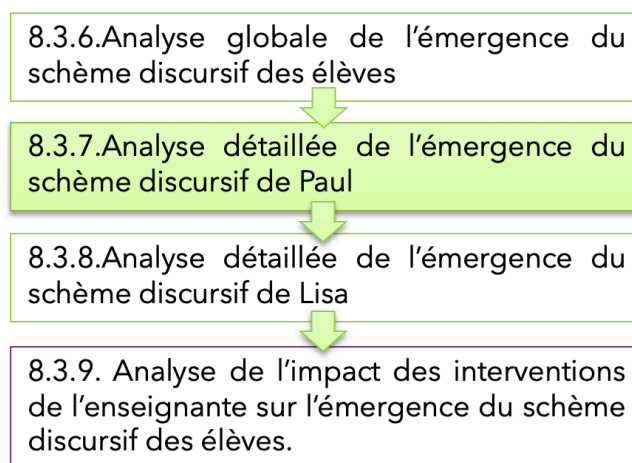 8.3.6.Analyse globale de l’émergence du
schème discursif des élèves
8.3.7.Analyse détaillée de l’émergence du
schème discursif de Paul
8.3.8.Analyse détaillée de l’émergence du
schème discursif de Lisa
8.3.9. Analyse de l’impact des interventions
de l’enseignante sur l’émergence du schème
discursif des élèves.